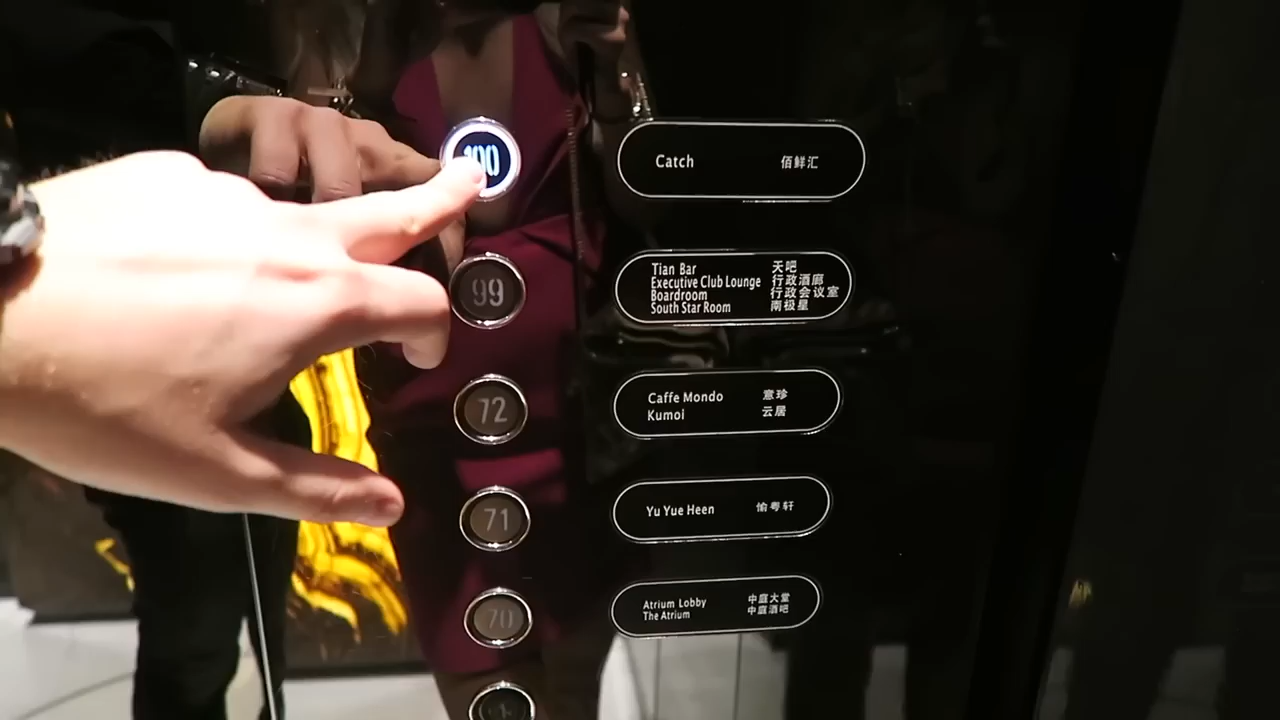 100
Catch 佰鲜汇
99
Tian Bar 天吧
Executive Club Lounge 行政酒廊
Boardroom 行政会议室
South Star Room 南极星
72
Caffe Mondo 意珍
Kumoi 云居
71
Yu Yue Heen 愉粤轩
70
Atrium Lobby 中庭大堂
The Atrium 中庭酒吧